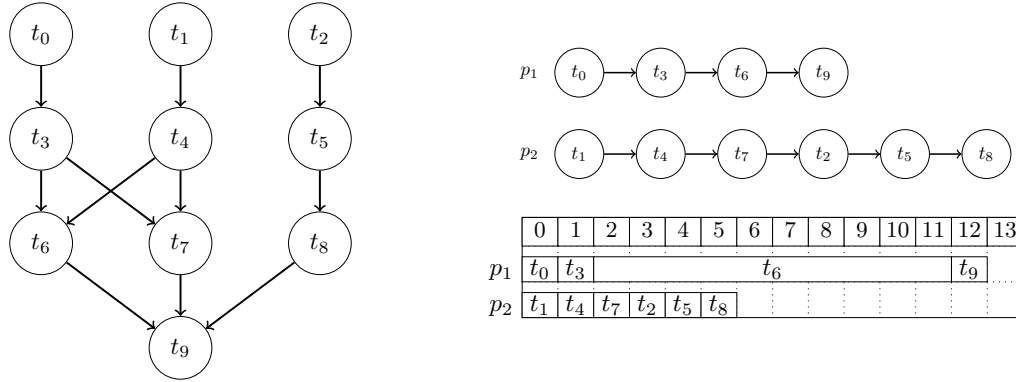 t0 t1 t2
t3 t4 t5
t6 t7 t8
t9
p1 t0 t3 t6 t9
p2 t1 t4 t7 t2 t5 t8
0 1 2 3 4 5 6 7 8 9 10 11 12 13
p1 t0 t3 t6 t9
p2 t1 t4 t7 t2 t5 t8